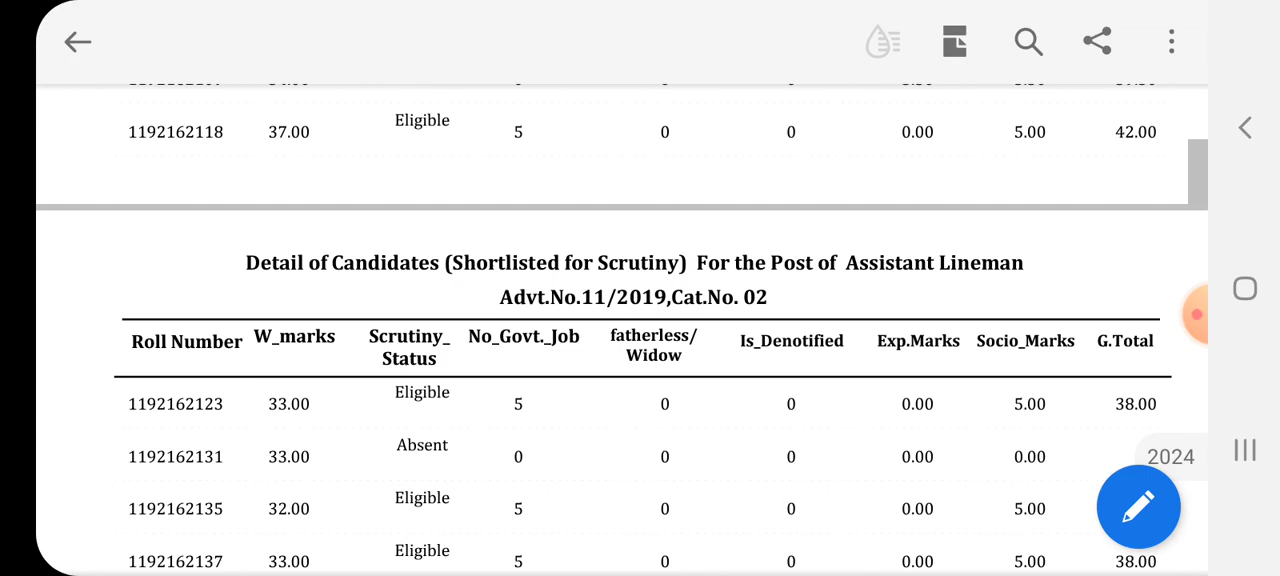 1192162118 37.00 Eligible 5 0 0 0.00 5.00 42.00
Detail of Candidates (Shortlisted for Scrutiny) For the Post of Assistant Lineman
Advt.No.11/2019,Cat.No. 02
Roll Number W_marks Scrutiny_ Status No_Govt._Job fatherless/ Widow Is_Denotified Exp.Marks Socio_Marks G.Total
1192162123 33.00 Eligible 5 0 0 0.00 5.00 38.00
1192162131 33.00 Absent 0 0 0 0.00 0.00
2024
1192162135 32.00 Eligible 5 0 0 0.00 5.00
1192162137 33.00 Eligible 5 0 0 0.00 5.00 38.00